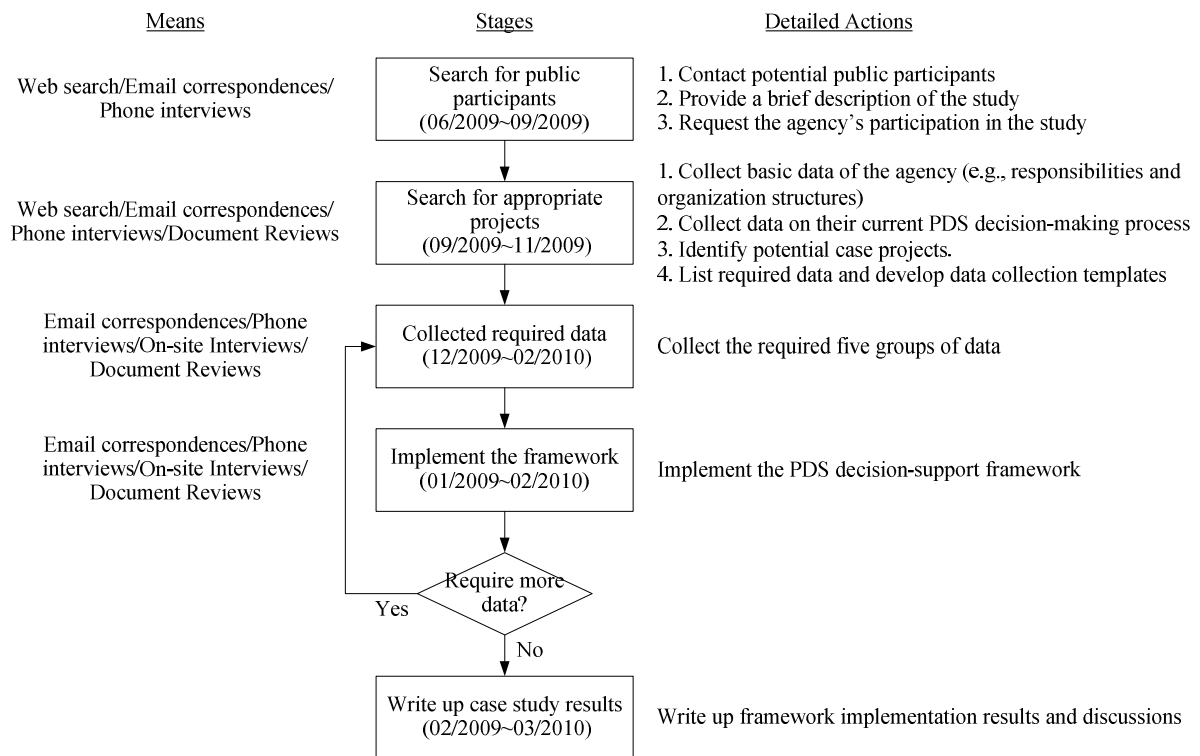 Means
Stages
Detailed Actions
Web search/Email correspondences/
Phone interviews
Search for public
participants
(06/2009~09/2009)
1. Contact potential public participants
2. Provide a brief description of the study
3. Request the agency's participation in the study
Web search/Email correspondences/
Phone interviews/Document Reviews
Search for appropriate
projects
(09/2009~11/2009)
1. Collect basic data of the agency (e.g., responsibilities and
organization structures)
2. Collect data on their current PDS decision-making process
3. Identify potential case projects.
4. List required data and develop data collection templates
Email correspondences/Phone
interviews/On-site Interviews/
Document Reviews
Collected required data
(12/2009~02/2010)
Collect the required five groups of data
Email correspondences/Phone
interviews/On-site Interviews/
Document Reviews
Implement the framework
(01/2009~02/2010)
Implement the PDS decision-support framework
Require more
data?
Yes
No
Write up case study results
(02/2009~03/2010)
Write up framework implementation results and discussions